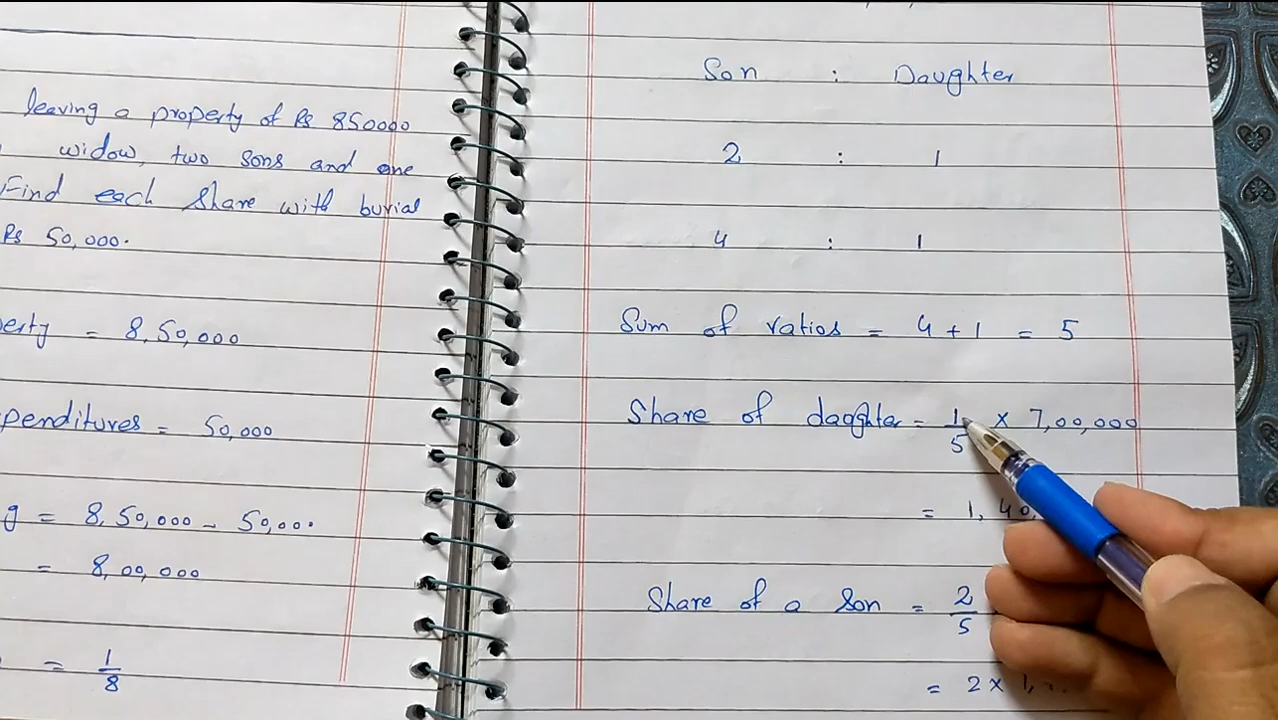 leaving a property of Rs 850000
widow, two sons and one
Find each share with burial
Rs 50,000.
erty = 8,50,000
penditures = 50,000
g = 8,50,000 - 50,00.
= 8,00,000
= 1/8
Son : Daughter
2 : 1
4 : 1
Sum of ratios = 4 + 1 = 5
Share of daughter = 1/5 × 7,00,000
= 1,40,
Share of a Son = 2/5
= 2 × 1,